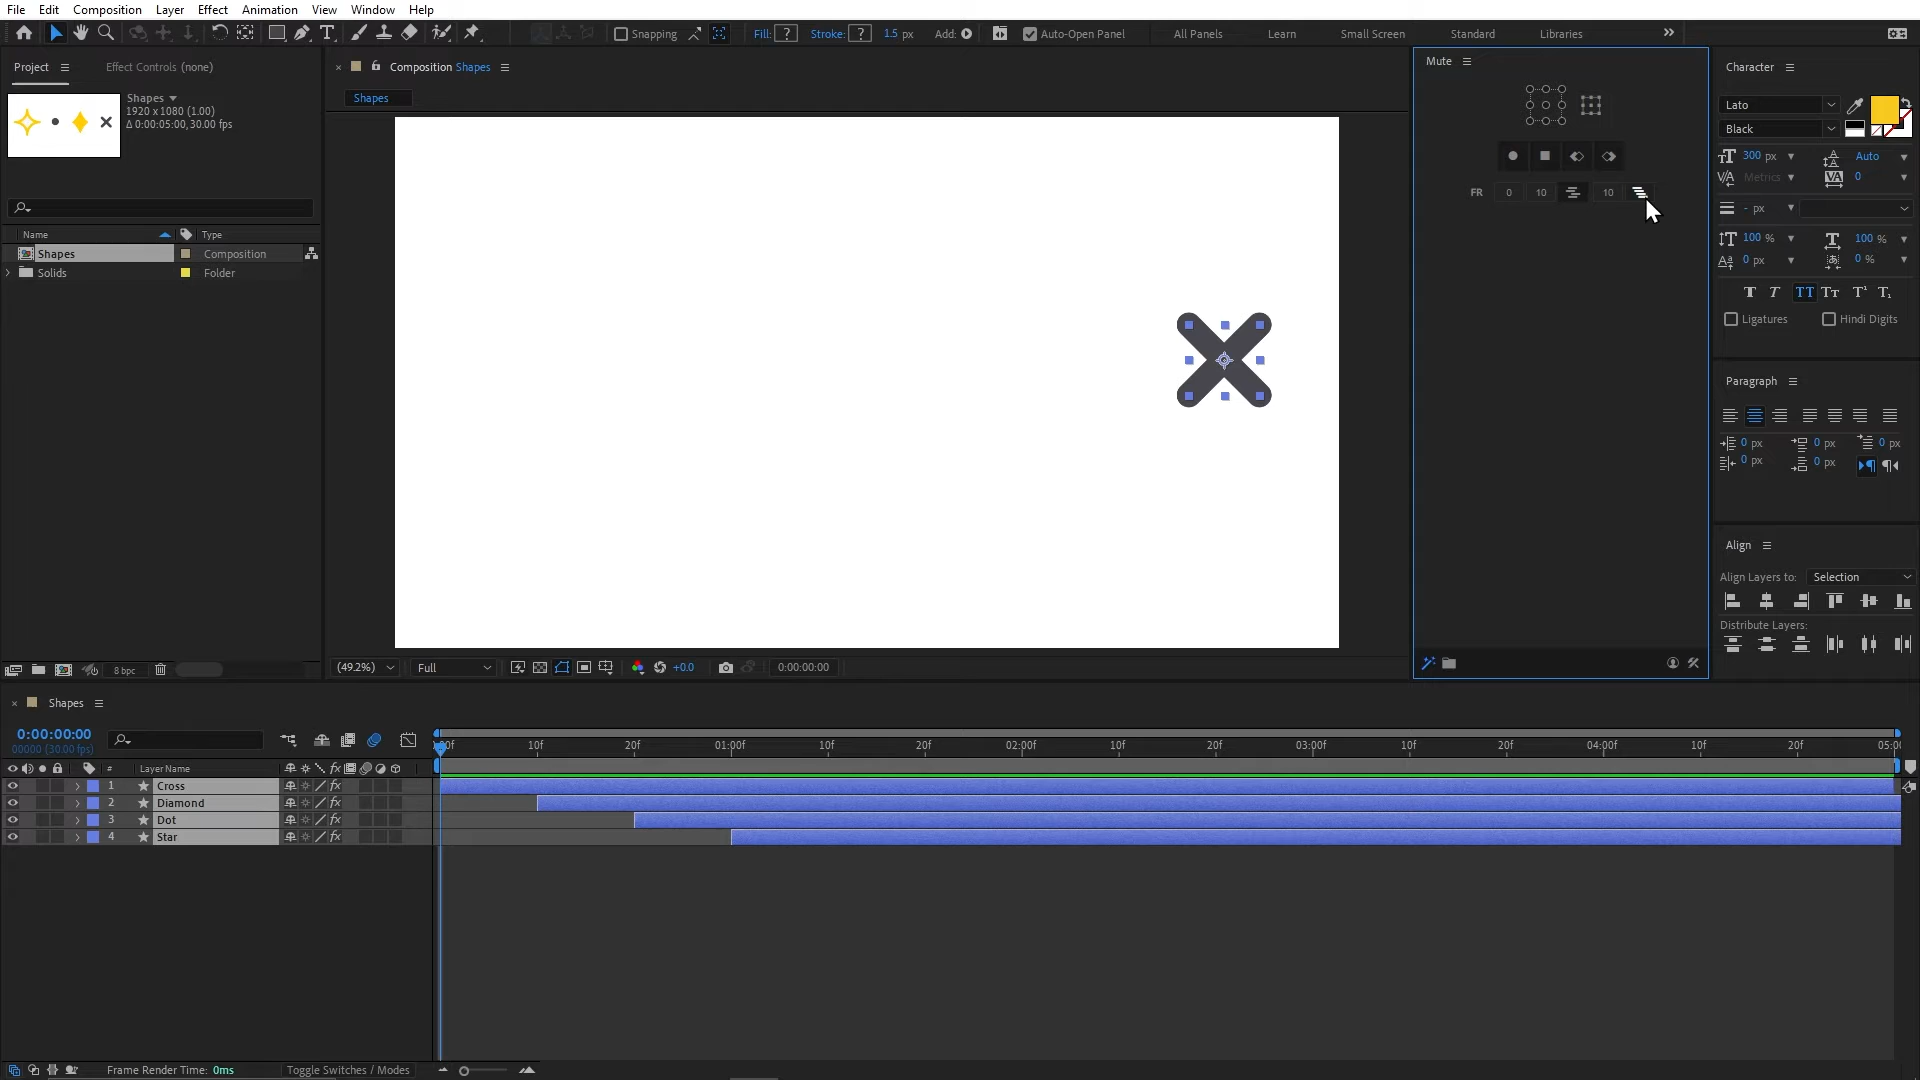 File Edit Composition Layer Effect Animation View Window Help
Snapping Fill: ? Stroke: ? 1.5 px Add: Auto-Open Panel All Panels Learn Small Screen Standard Libraries
Project Effect Controls (none)
Composition Shapes
Mute
Character
Shapes
1920 x 1080 (1.00)
Δ 0:00:05:00, 30.00 fps
Shapes
Lato
Black
300 px Auto
Metrics 0
FR 0 10 10
- px
100 % 100 %
0 px 0 %
Name Type
Shapes Composition
Solids Folder
Ligatures Hindi Digits
Paragraph
0 px 0 px 0 px
0 px 0 px
Align
Align Layers to: Selection
Distribute Layers:
8 bpc
(49.2%) Full +0.0 0:00:00:00
Shapes
0:00:00:00
00000 (30.00 fps)
:00f 10f 20f 01:00f 10f 20f 02:00f 10f 20f 03:00f 10f 20f 04:00f 10f 20f 05:00
# Layer Name
1 Cross
2 Diamond
3 Dot
4 Star
Frame Render Time: 0ms Toggle Switches / Modes